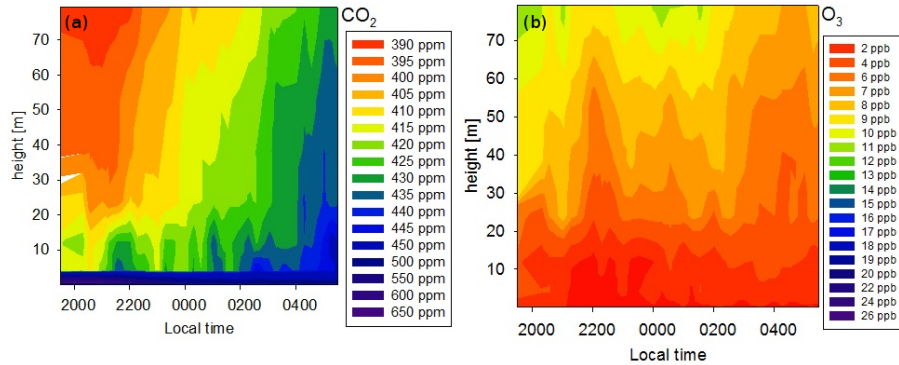 (a)
CO2
height [m]
70
60
50
40
30
20
10
2000 2200 0000 0200 0400
Local time
390 ppm
395 ppm
400 ppm
405 ppm
410 ppm
415 ppm
420 ppm
425 ppm
430 ppm
435 ppm
440 ppm
445 ppm
450 ppm
500 ppm
550 ppm
600 ppm
650 ppm
(b)
O3
height [m]
70
60
50
40
30
20
10
2000 2200 0000 0200 0400
Local time
2 ppb
4 ppb
6 ppb
7 ppb
8 ppb
9 ppb
10 ppb
11 ppb
12 ppb
13 ppb
14 ppb
15 ppb
16 ppb
17 ppb
18 ppb
19 ppb
20 ppb
22 ppb
24 ppb
26 ppb